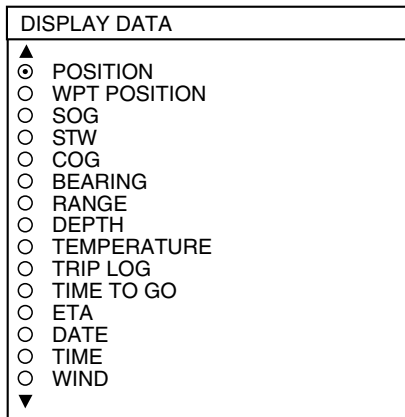 DISPLAY DATA
▲
◉ POSITION
○ WPT POSITION
○ SOG
○ STW
○ COG
○ BEARING
○ RANGE
○ DEPTH
○ TEMPERATURE
○ TRIP LOG
○ TIME TO GO
○ ETA
○ DATE
○ TIME
○ WIND
▼